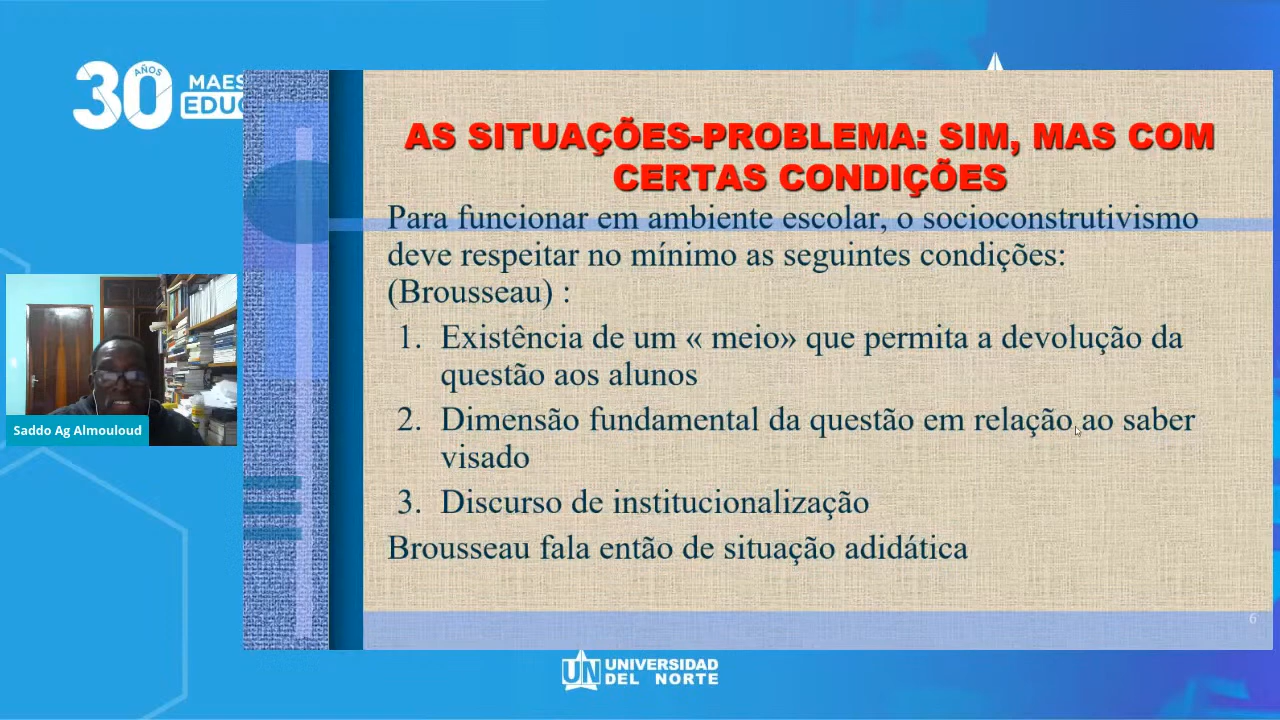 30
AÑOS
MAES
EDUC
AS SITUAÇÕES-PROBLEMA: SIM, MAS COM
CERTAS CONDIÇÕES
Para funcionar em ambiente escolar, o socioconstrutivismo
deve respeitar no mínimo as seguintes condições:
(Brousseau) :
1. Existência de um « meio» que permita a devolução da
questão aos alunos
2. Dimensão fundamental da questão em relação ao saber
visado
3. Discurso de institucionalização
Brousseau fala então de situação adidática
6
Saddo Ag Almouloud
UN
UNIVERSIDAD
DEL NORTE